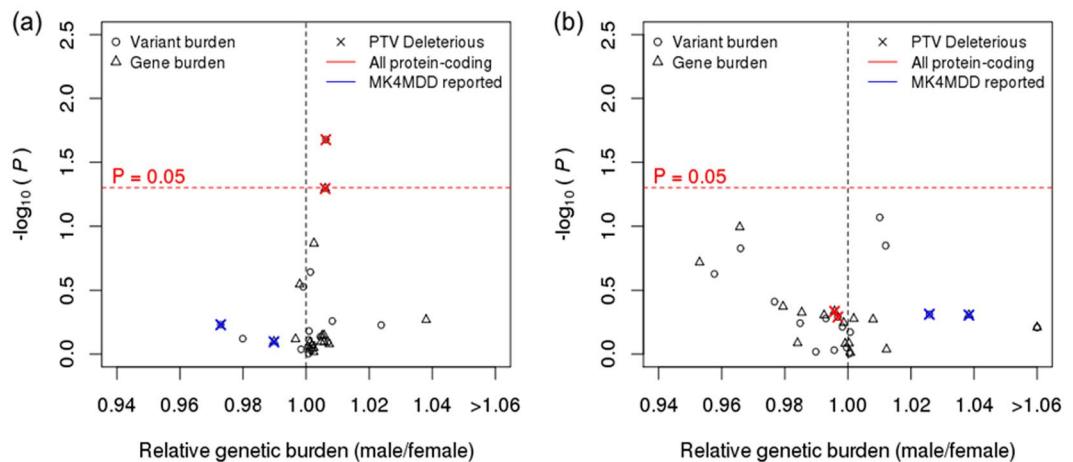 (a)
Variant burden
Gene burden
PTV Deleterious
All protein-coding
MK4MDD reported
P = 0.05
-log10 ( P )
0.0 0.5 1.0 1.5 2.0 2.5
0.94 0.96 0.98 1.00 1.02 1.04 >1.06
Relative genetic burden (male/female)
(b)
Variant burden
Gene burden
PTV Deleterious
All protein-coding
MK4MDD reported
P = 0.05
-log10 ( P )
0.0 0.5 1.0 1.5 2.0 2.5
0.94 0.96 0.98 1.00 1.02 1.04 >1.06
Relative genetic burden (male/female)